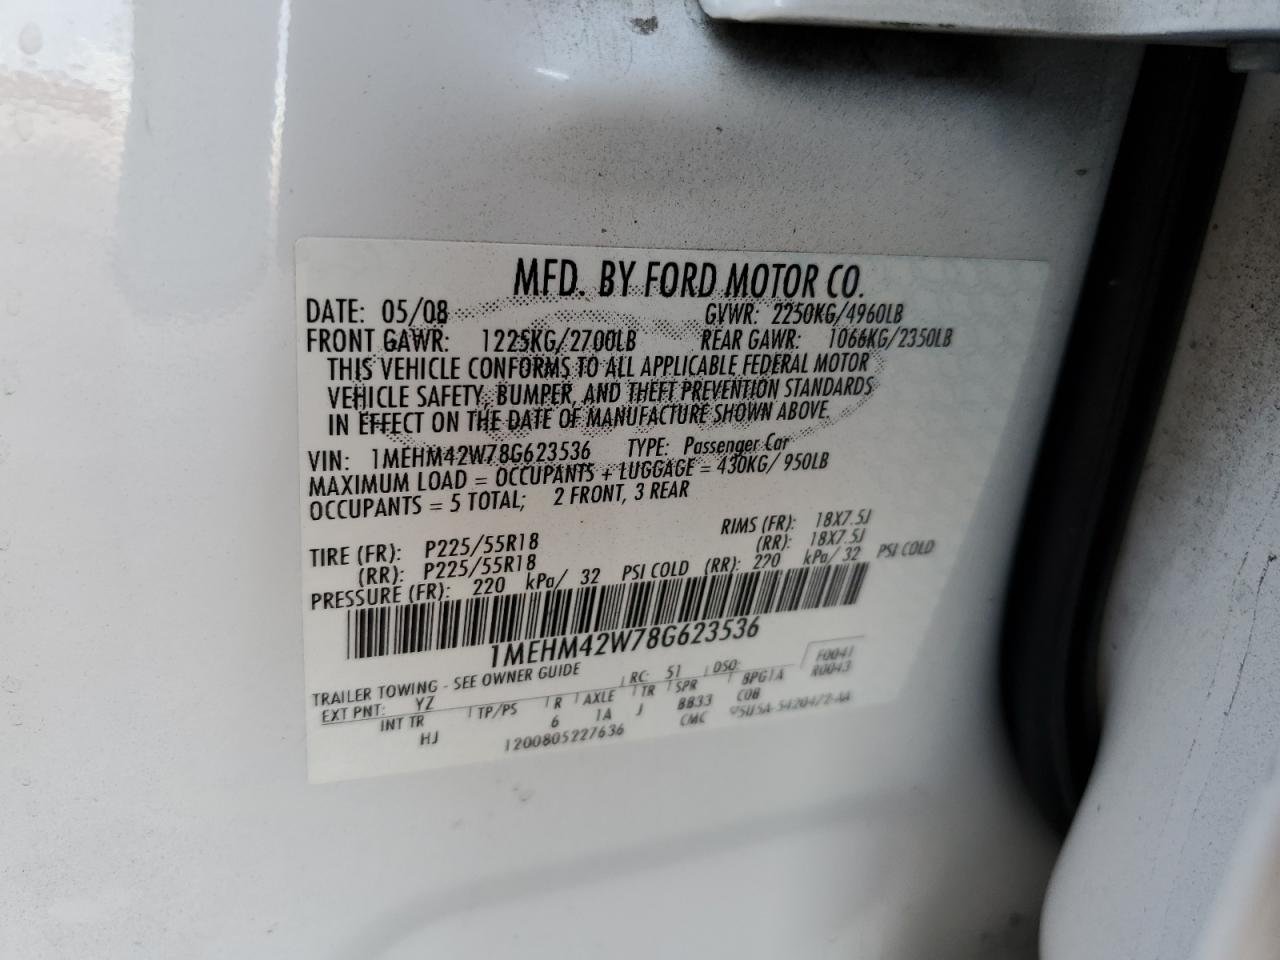 MFD. BY FORD MOTOR CO.
DATE: 05/08 GVWR: 2250KG/4960LB
FRONT GAWR: 1225KG/2700LB REAR GAWR: 1066KG/2350LB
THIS VEHICLE CONFORMS TO ALL APPLICABLE FEDERAL MOTOR
VEHICLE SAFETY, BUMPER, AND THEFT PREVENTION STANDARDS
IN EFFECT ON THE DATE OF MANUFACTURE SHOWN ABOVE.
VIN: 1MEHM42W78G623536 TYPE: Passenger Car
MAXIMUM LOAD = OCCUPANTS + LUGGAGE = 430KG/ 950LB
OCCUPANTS = 5 TOTAL; 2 FRONT, 3 REAR
TIRE (FR): P225/55R18 RIMS (FR): 18X7.5J
(RR): P225/55R18 (RR): 18X7.5J
PRESSURE (FR): 220 kPa/ 32 PSI COLD (RR): 220 kPa/ 32 PSI COLD
1MEHM42W78G623536
TRAILER TOWING - SEE OWNER GUIDE
EXT PNT: YZ RC: 51 DSO: F0041
INT TR TP/PS R AXLE TR SPR BPG1A R0043
HJ 6 1A J 8833 COB
1200805227636 CMC